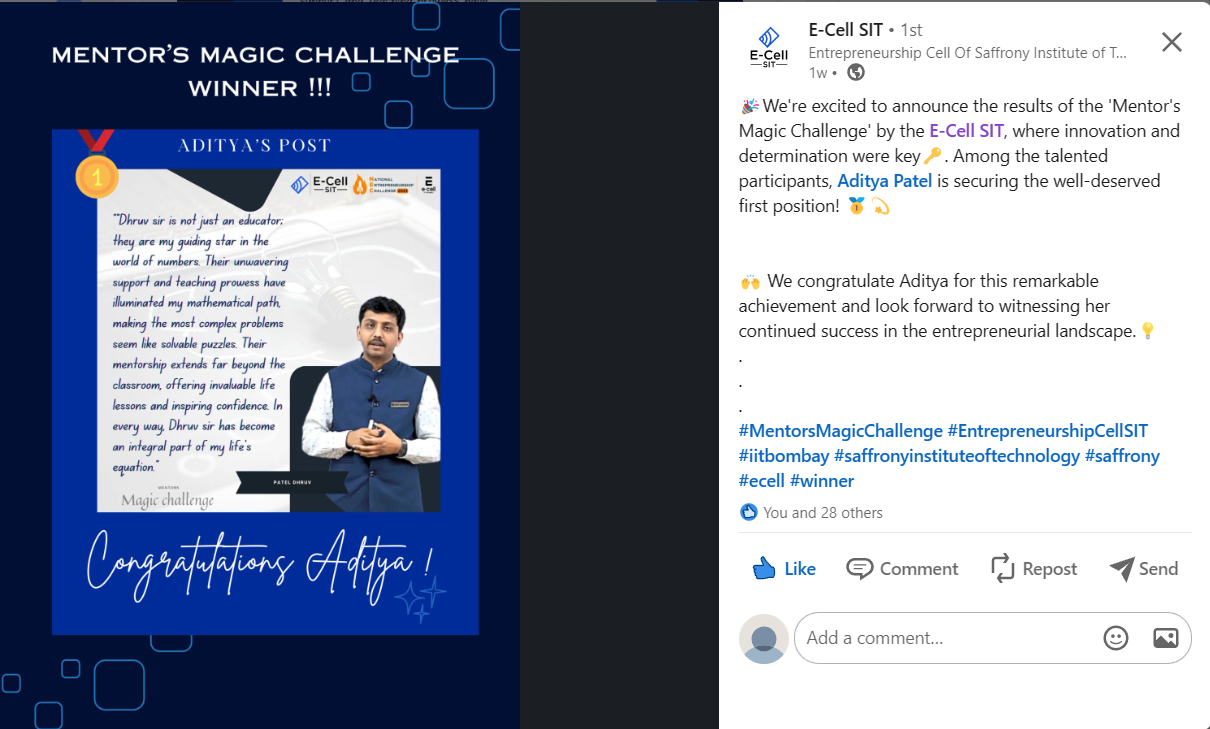 MENTOR'S MAGIC CHALLENGE
WINNER !!!
ADITYA'S POST
1
E-Cell
SIT
NATIONAL
ENTREPRENEURSHIP
CHALLENGE
E
e-cell
"Dhruv sir is not just an educator;
they are my guiding star in the
world of numbers. Their unwavering
support and teaching prowess have
illuminated my mathematical path,
making the most complex problems
seem like solvable puzzles. Their
mentorship extends far beyond the
classroom, offering invaluable life
lessons and inspiring confidence. In
every way, Dhruv sir has become
an integral part of my life's
equation."
PATEL DHRUV
MENTORS
Magic challenge
Congratulations Aditya !
E-Cell
SIT
E-Cell SIT • 1st
Entrepreneurship Cell Of Saffrony Institute of T...
1w •
🎉We're excited to announce the results of the 'Mentor's
Magic Challenge' by the E-Cell SIT, where innovation and
determination were key🔑. Among the talented
participants, Aditya Patel is securing the well-deserved
first position! 🥇 💫
🙌 We congratulate Aditya for this remarkable
achievement and look forward to witnessing her
continued success in the entrepreneurial landscape.💡
.
.
.
#MentorsMagicChallenge #EntrepreneurshipCellSIT
#iitbombay #saffronyinstituteoftechnology #saffrony
#ecell #winner
You and 28 others
Like Comment Repost Send
Add a comment...